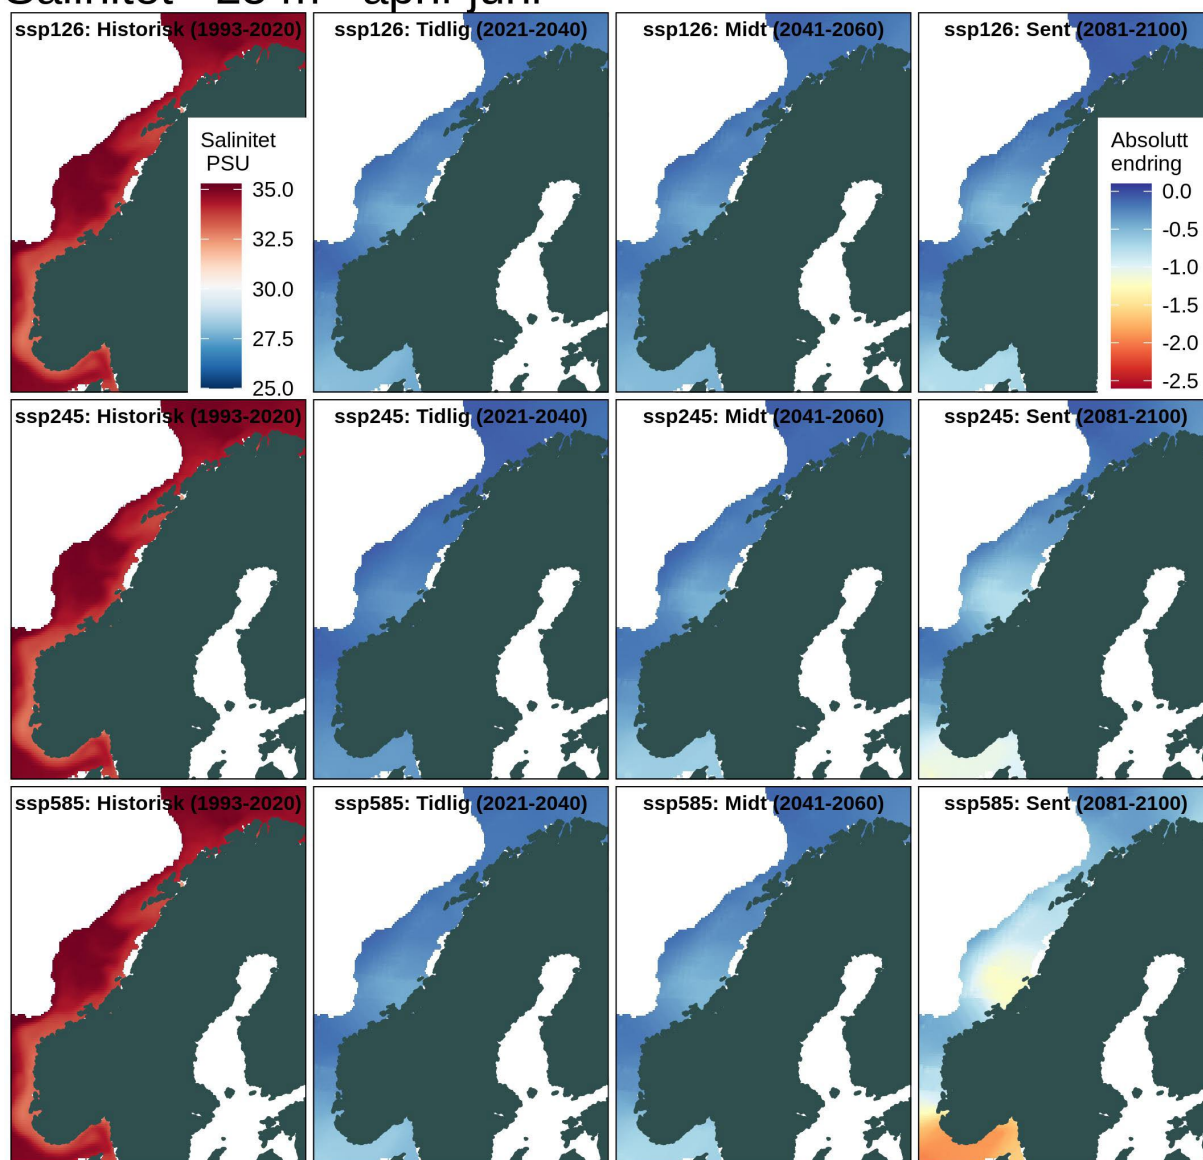 ssp126: Historisk (1993-2020)
ssp126: Tidlig (2021-2040)
ssp126: Midt (2041-2060)
ssp126: Sent (2081-2100)
Salinitet
PSU
35.0
32.5
30.0
27.5
25.0
Absolutt
endring
0.0
-0.5
-1.0
-1.5
-2.0
-2.5
ssp245: Historisk (1993-2020)
ssp245: Tidlig (2021-2040)
ssp245: Midt (2041-2060)
ssp245: Sent (2081-2100)
ssp585: Historisk (1993-2020)
ssp585: Tidlig (2021-2040)
ssp585: Midt (2041-2060)
ssp585: Sent (2081-2100)